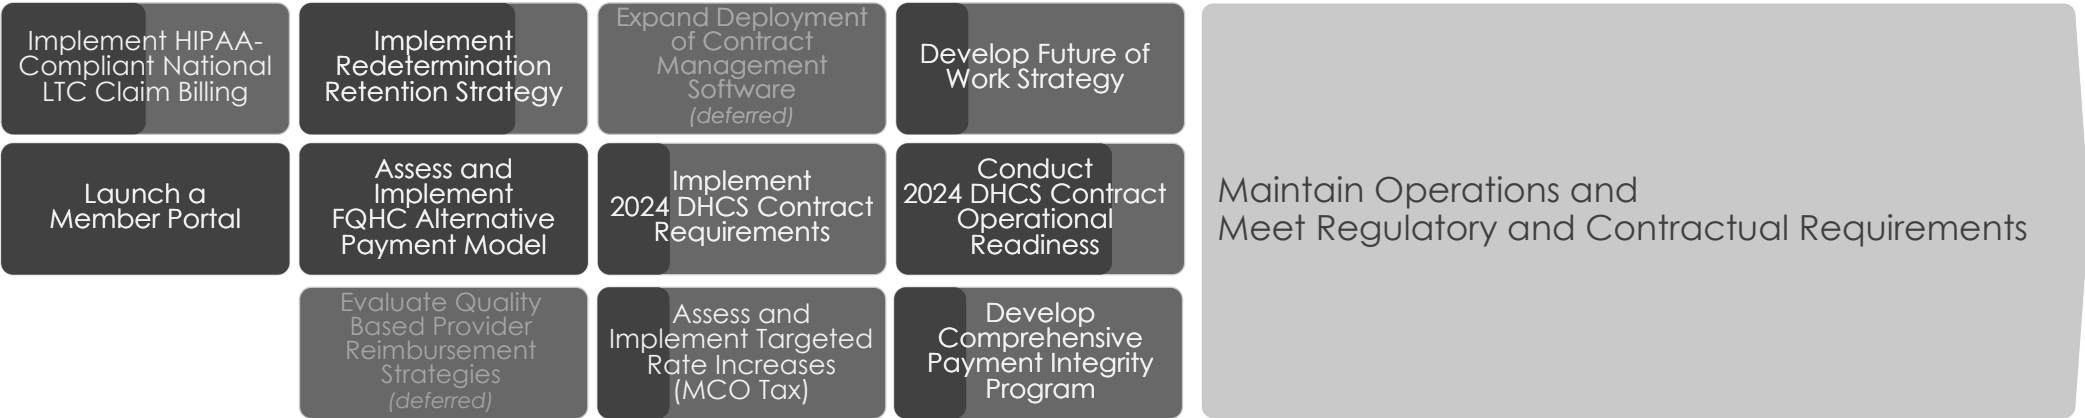 Implement HIPAA-
Compliant National
LTC Claim Billing
Implement
Redetermination
Retention Strategy
Expand Deployment
of Contract
Management
Software
(deferred)
Develop Future of
Work Strategy
Launch a
Member Portal
Assess and
Implement
FQHC Alternative
Payment Model
Implement
2024 DHCS Contract
Requirements
Conduct
2024 DHCS Contract
Operational
Readiness
Evaluate Quality
Based Provider
Reimbursement
Strategies
(deferred)
Assess and
Implement Targeted
Rate Increases
(MCO Tax)
Develop
Comprehensive
Payment Integrity
Program
Maintain Operations and
Meet Regulatory and Contractual Requirements